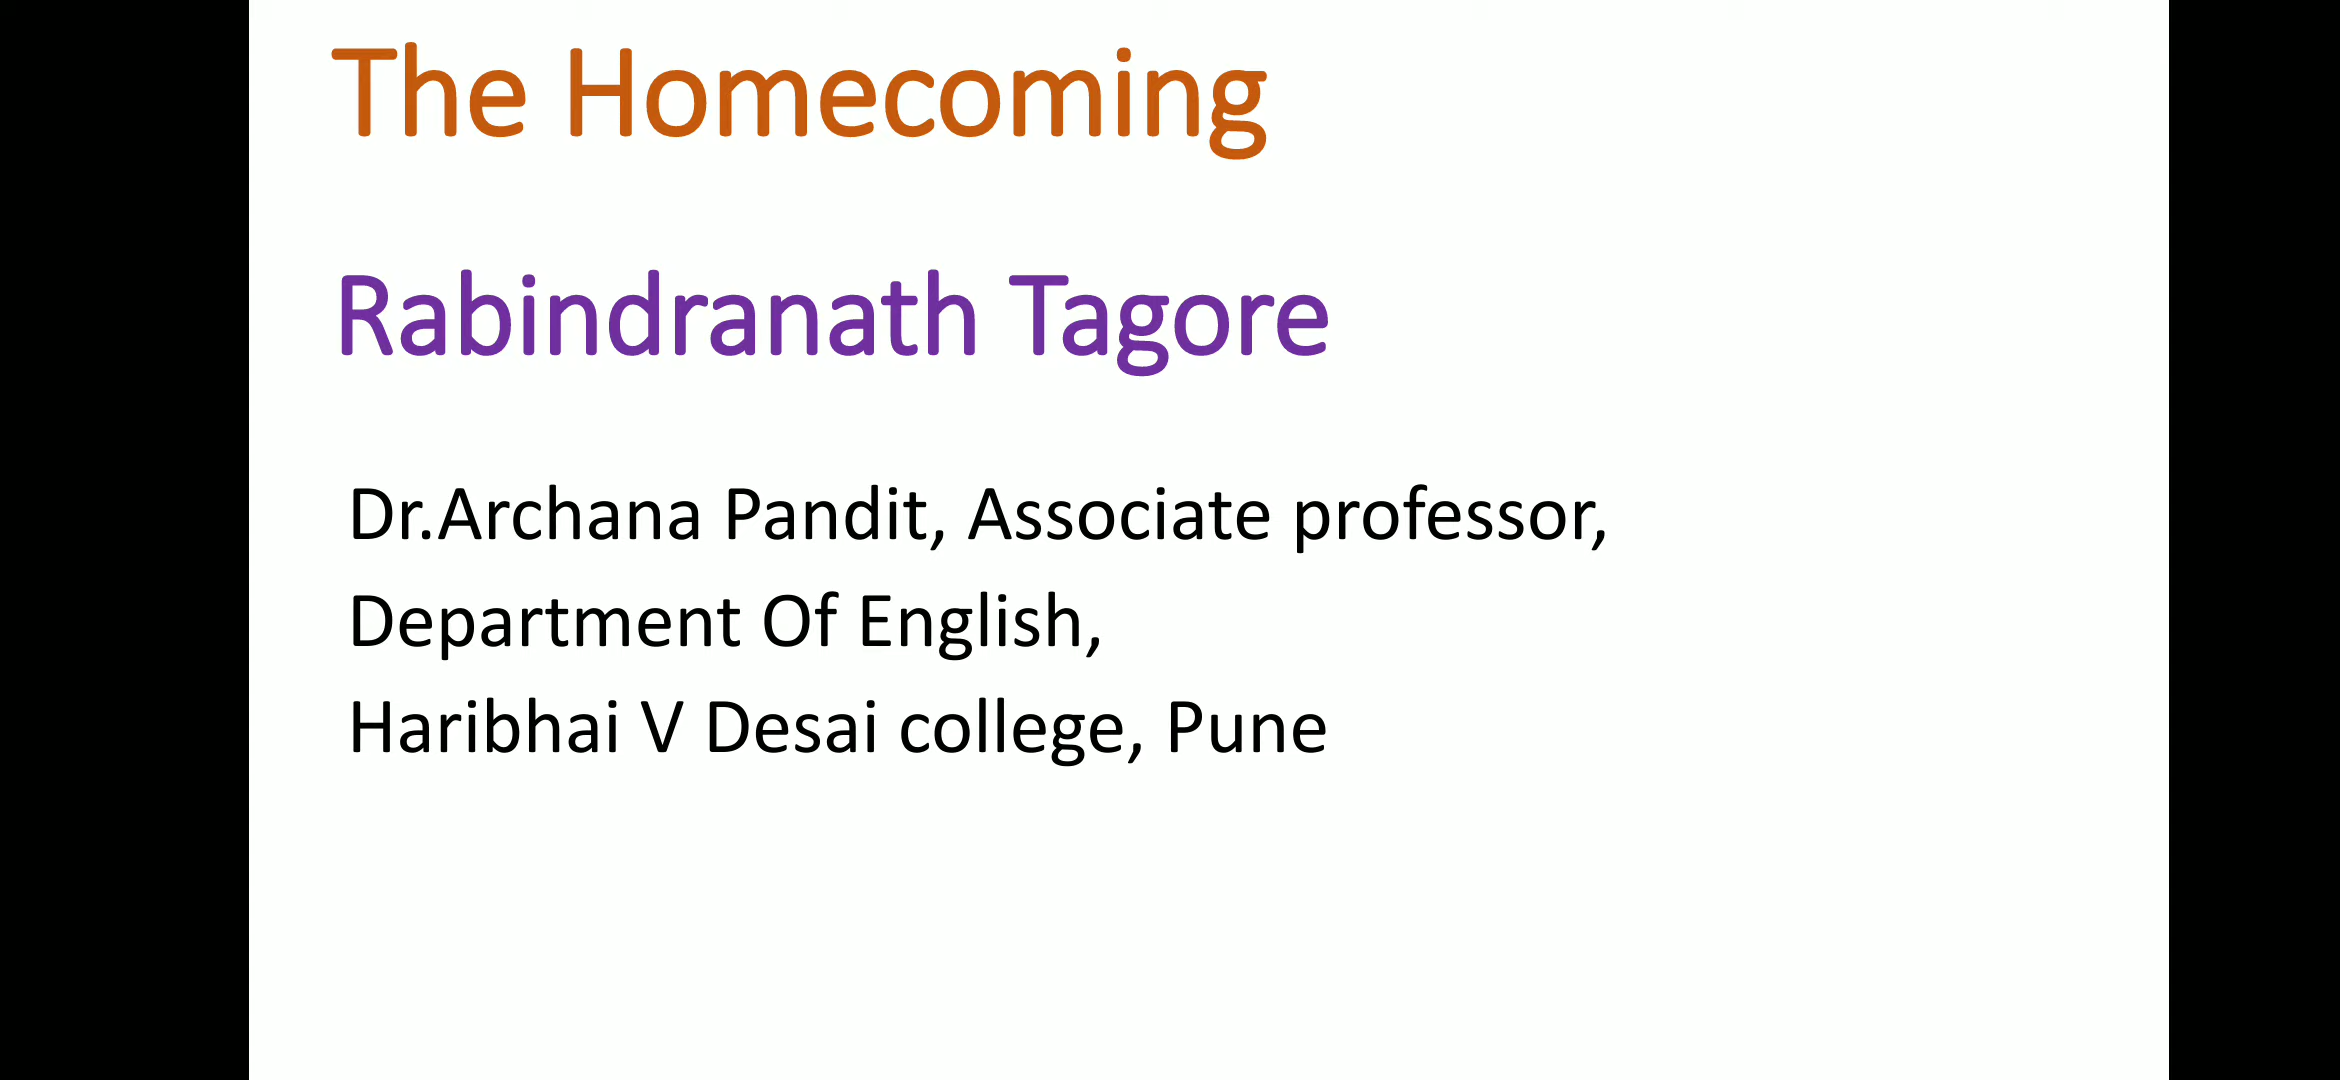 The Homecoming
Rabindranath Tagore
Dr.Archana Pandit, Associate professor,
Department Of English,
Haribhai V Desai college, Pune